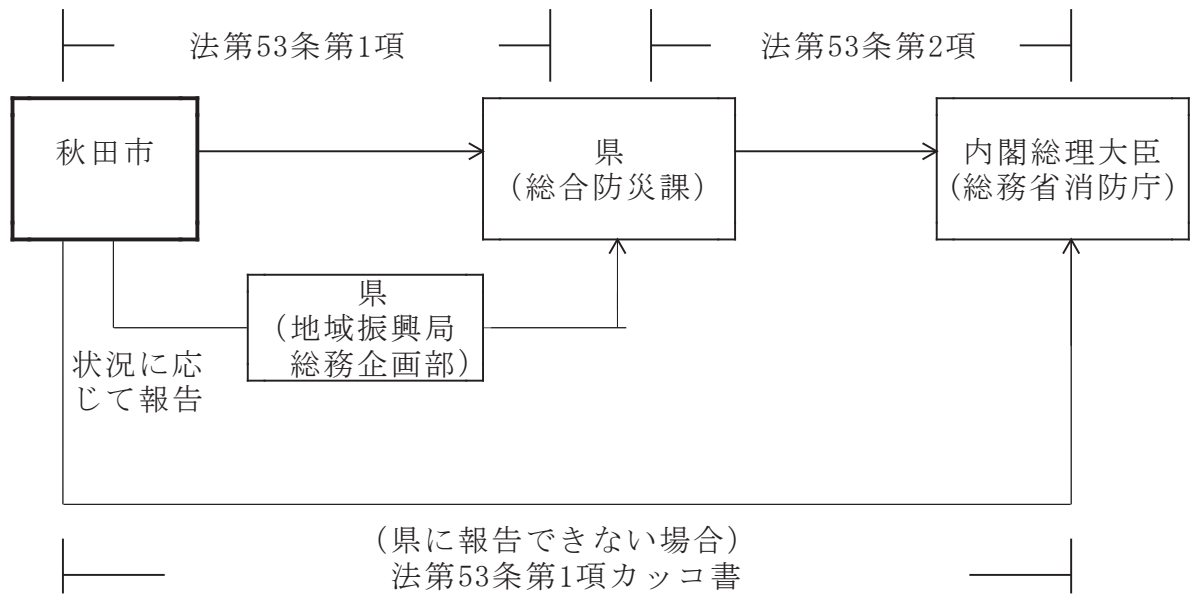 法第53条第1項
法第53条第2項
秋田市
県
(総合防災課)
内閣総理大臣
(総務省消防庁)
県
(地域振興局
総務企画部)
状況に応
じて報告
(県に報告できない場合)
法第53条第1項カッコ書